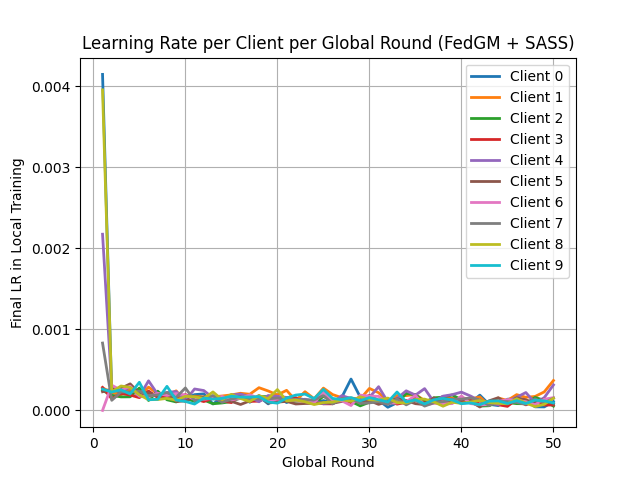 Learning Rate per Client per Global Round (FedGM + SASS)
Final LR in Local Training
0.004
0.003
0.002
0.001
0.000
0
10
20
30
40
50
Global Round
Client 0
Client 1
Client 2
Client 3
Client 4
Client 5
Client 6
Client 7
Client 8
Client 9